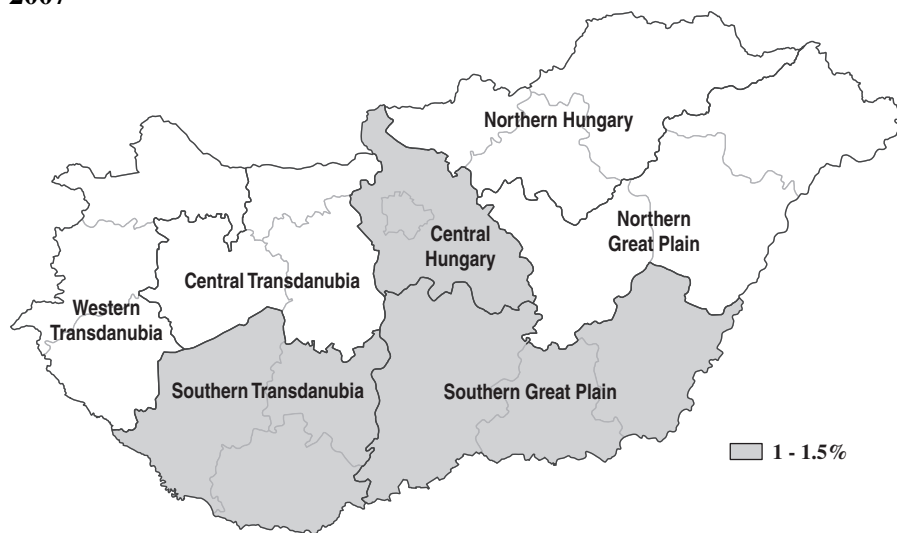 Northern Hungary
Northern
Great Plain
Central
Hungary
Central Transdanubia
Western
Transdanubia
Southern Transdanubia
Southern Great Plain
1 - 1.5%